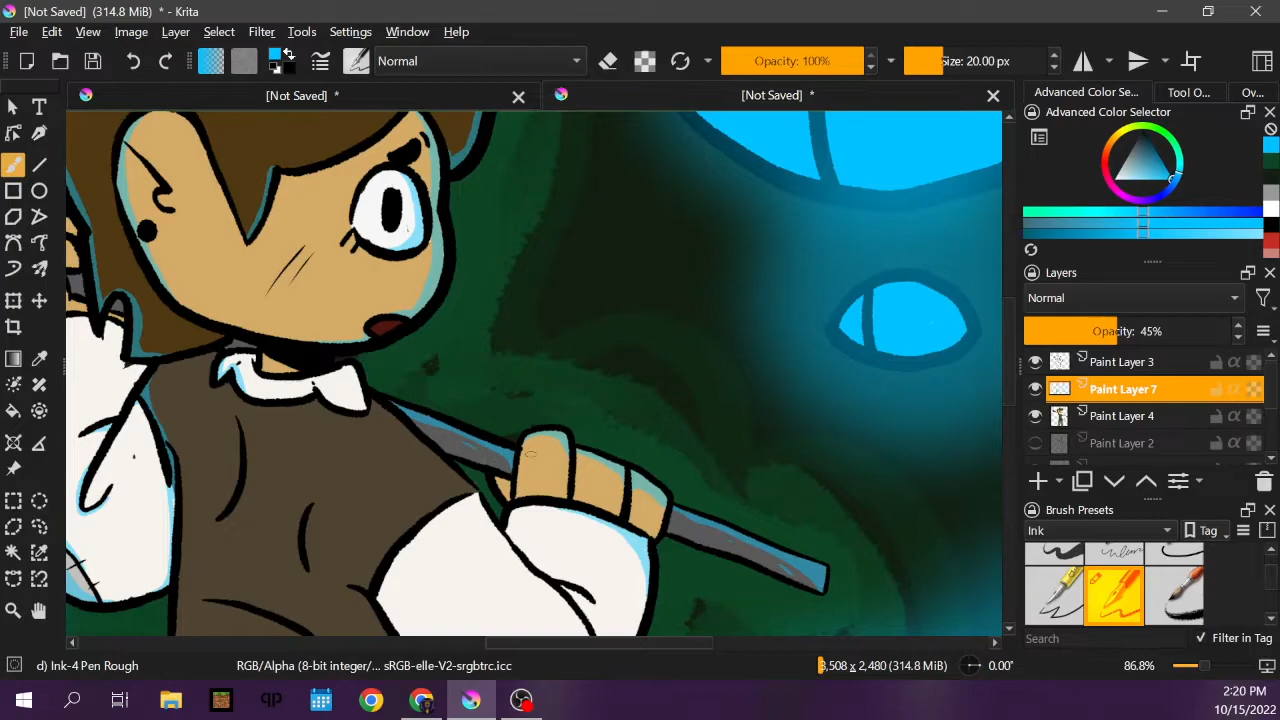 [Not Saved] (314.8 MiB) * - Krita
File Edit View Image Layer Select Filter Tools Settings Window Help
Normal
Opacity: 100%
Size: 20.00 px
[Not Saved] *
[Not Saved] *
Advanced Color Se...
Tool O...
Ov...
Advanced Color Selector
Layers
Normal
Opacity: 45%
Paint Layer 3
Paint Layer 7
Paint Layer 4
Paint Layer 2
Brush Presets
Ink
Tag
Search
Filter in Tag
d) Ink-4 Pen Rough
RGB/Alpha (8-bit integer/... sRGB-elle-V2-srgbtrc.icc
3,508 x 2,480 (314.8 MiB)
0.00°
86.8%
qp
2:20 PM
10/15/2022